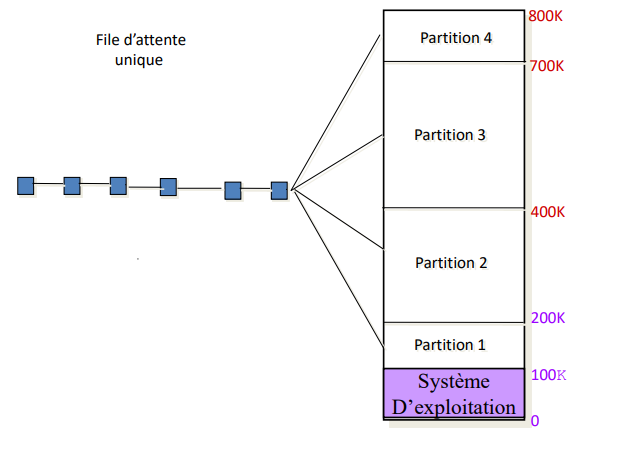 File d’attente
unique
800K
Partition 4
700K
Partition 3
400K
Partition 2
200K
Partition 1
100K
Système
D’exploitation
0